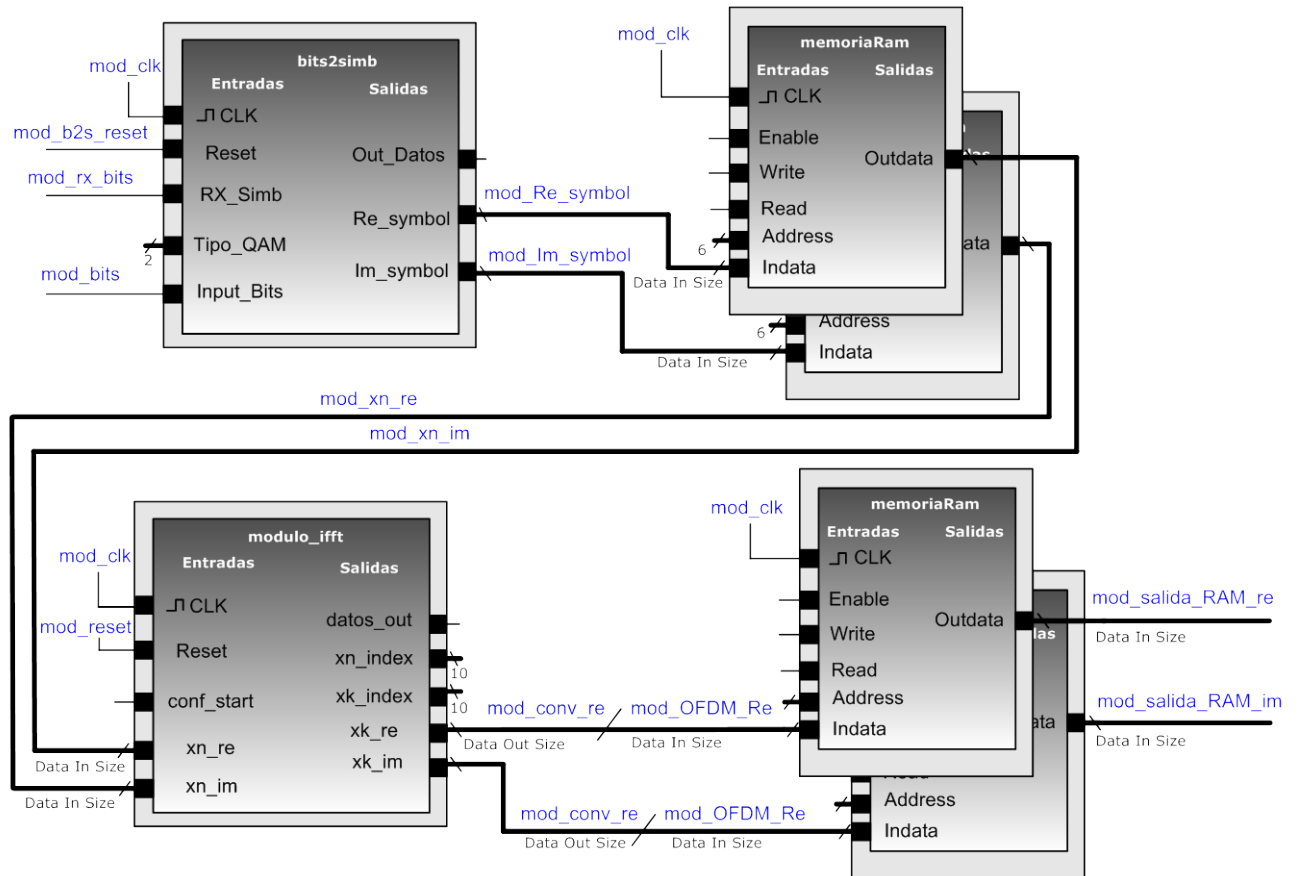 bits2simb
Entradas
Salidas
mod_clk
CLK
mod_b2s_reset
Reset
Out_Datos
mod_rx_bits
RX_Simb
Re_symbol
mod_Re_symbol
Tipo_QAM
2
Im_symbol
mod_Im_symbol
mod_bits
Input_Bits
mod_clk
memoriaRam
Entradas
Salidas
CLK
Enable
Write
Outdata
Read
Address
6
Indata
Data In Size
ata
Address
6
Indata
Data In Size
mod_xn_re
mod_xn_im
modulo_ifft
Entradas
Salidas
mod_clk
CLK
datos_out
mod_reset
Reset
xn_index
10
conf_start
xk_index
10
xk_re
xn_re
Data In Size
xk_im
xn_im
Data In Size
mod_conv_re
mod_OFDM_Re
Data Out Size
Data In Size
mod_conv_re
mod_OFDM_Re
Data Out Size
Data In Size
mod_clk
memoriaRam
Entradas
Salidas
CLK
Enable
Write
Outdata
Read
Address
Indata
mod_salida_RAM_re
Data In Size
las
mod_salida_RAM_im
ata
Data In Size
Address
Indata